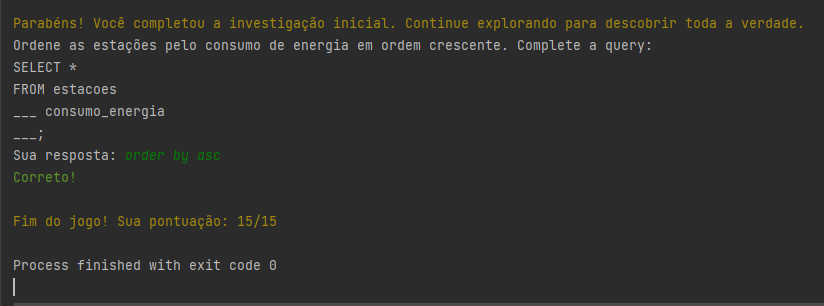 Parabéns! Você completou a investigação inicial. Continue explorando para descobrir toda a verdade.
Ordene as estações pelo consumo de energia em ordem crescente. Complete a query:
SELECT *
FROM estacoes
___ consumo_energia
___;
Sua resposta: order by asc
Correto!
Fim do jogo! Sua pontuação: 15/15
Process finished with exit code 0